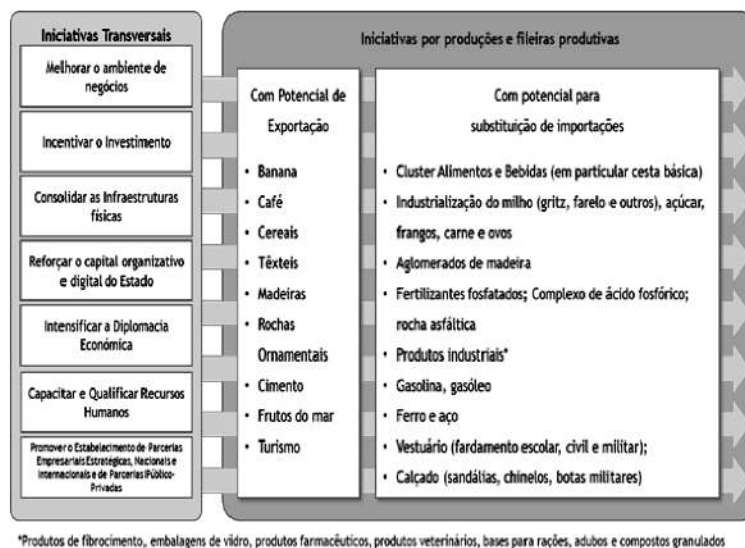 Iniciativas Transversais
Melhorar o ambiente de
negócios
Incentivar o Investimento
Consolidar as Infraestruturas
físicas
Reforçar o capital organizativo
e digital do Estado
Intensificar a Diplomacia
Económica
Capacitar e Qualificar Recursos
Humanos
Promover o Estabelecimento de Parcerias
Empresariais Estratégicas, Nacionais e
Internacionais e de Parcerias Público-
Privadas
Iniciativas por produções e fileiras produtivas
Com Potencial de
Exportação
• Banana
• Café
• Cereais
• Têxteis
• Madeiras
• Rochas
Ornamentais
• Cimento
• Frutos do mar
• Turismo
Com potencial para
substituição de importações
• Cluster Alimentos e Bebidas (em particular cesta básica)
• Industrialização do milho (gritz, farelo e outros), açúcar,
frangos, carne e ovos
• Aglomerados de madeira
• Fertilizantes fosfatados; Complexo de ácido fosfórico;
rocha asfáltica
• Produtos industriais*
• Gasolina, gasóleo
• Ferro e aço
• Vestuário (fardamento escolar, civil e militar);
• Calçado (sandálias, chinelos, botas militares)
*Produtos de fibrocimento, embalagens de vidro, produtos farmacêuticos, produtos veterinários, bases para rações, adubos e compostos granulados